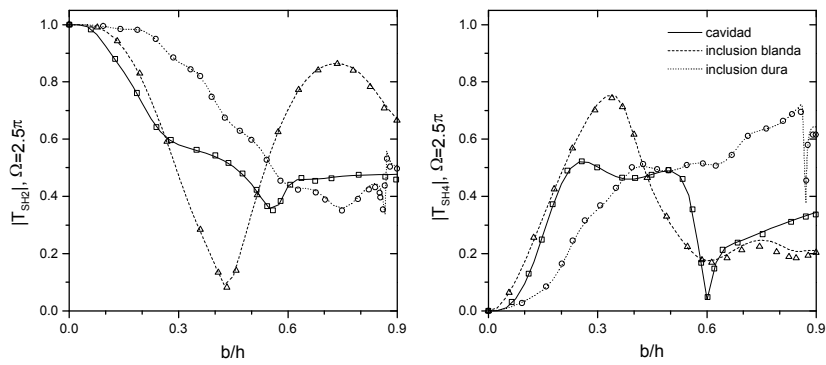 |T_SH2|, Ω=2.5π
1.0
0.8
0.6
0.4
0.2
0.0
0.0 0.3 0.6 0.9
b/h
|T_SH4|, Ω=2.5π
1.0
0.8
0.6
0.4
0.2
0.0
0.0 0.3 0.6 0.9
b/h
cavidad
inclusion blanda
inclusion dura